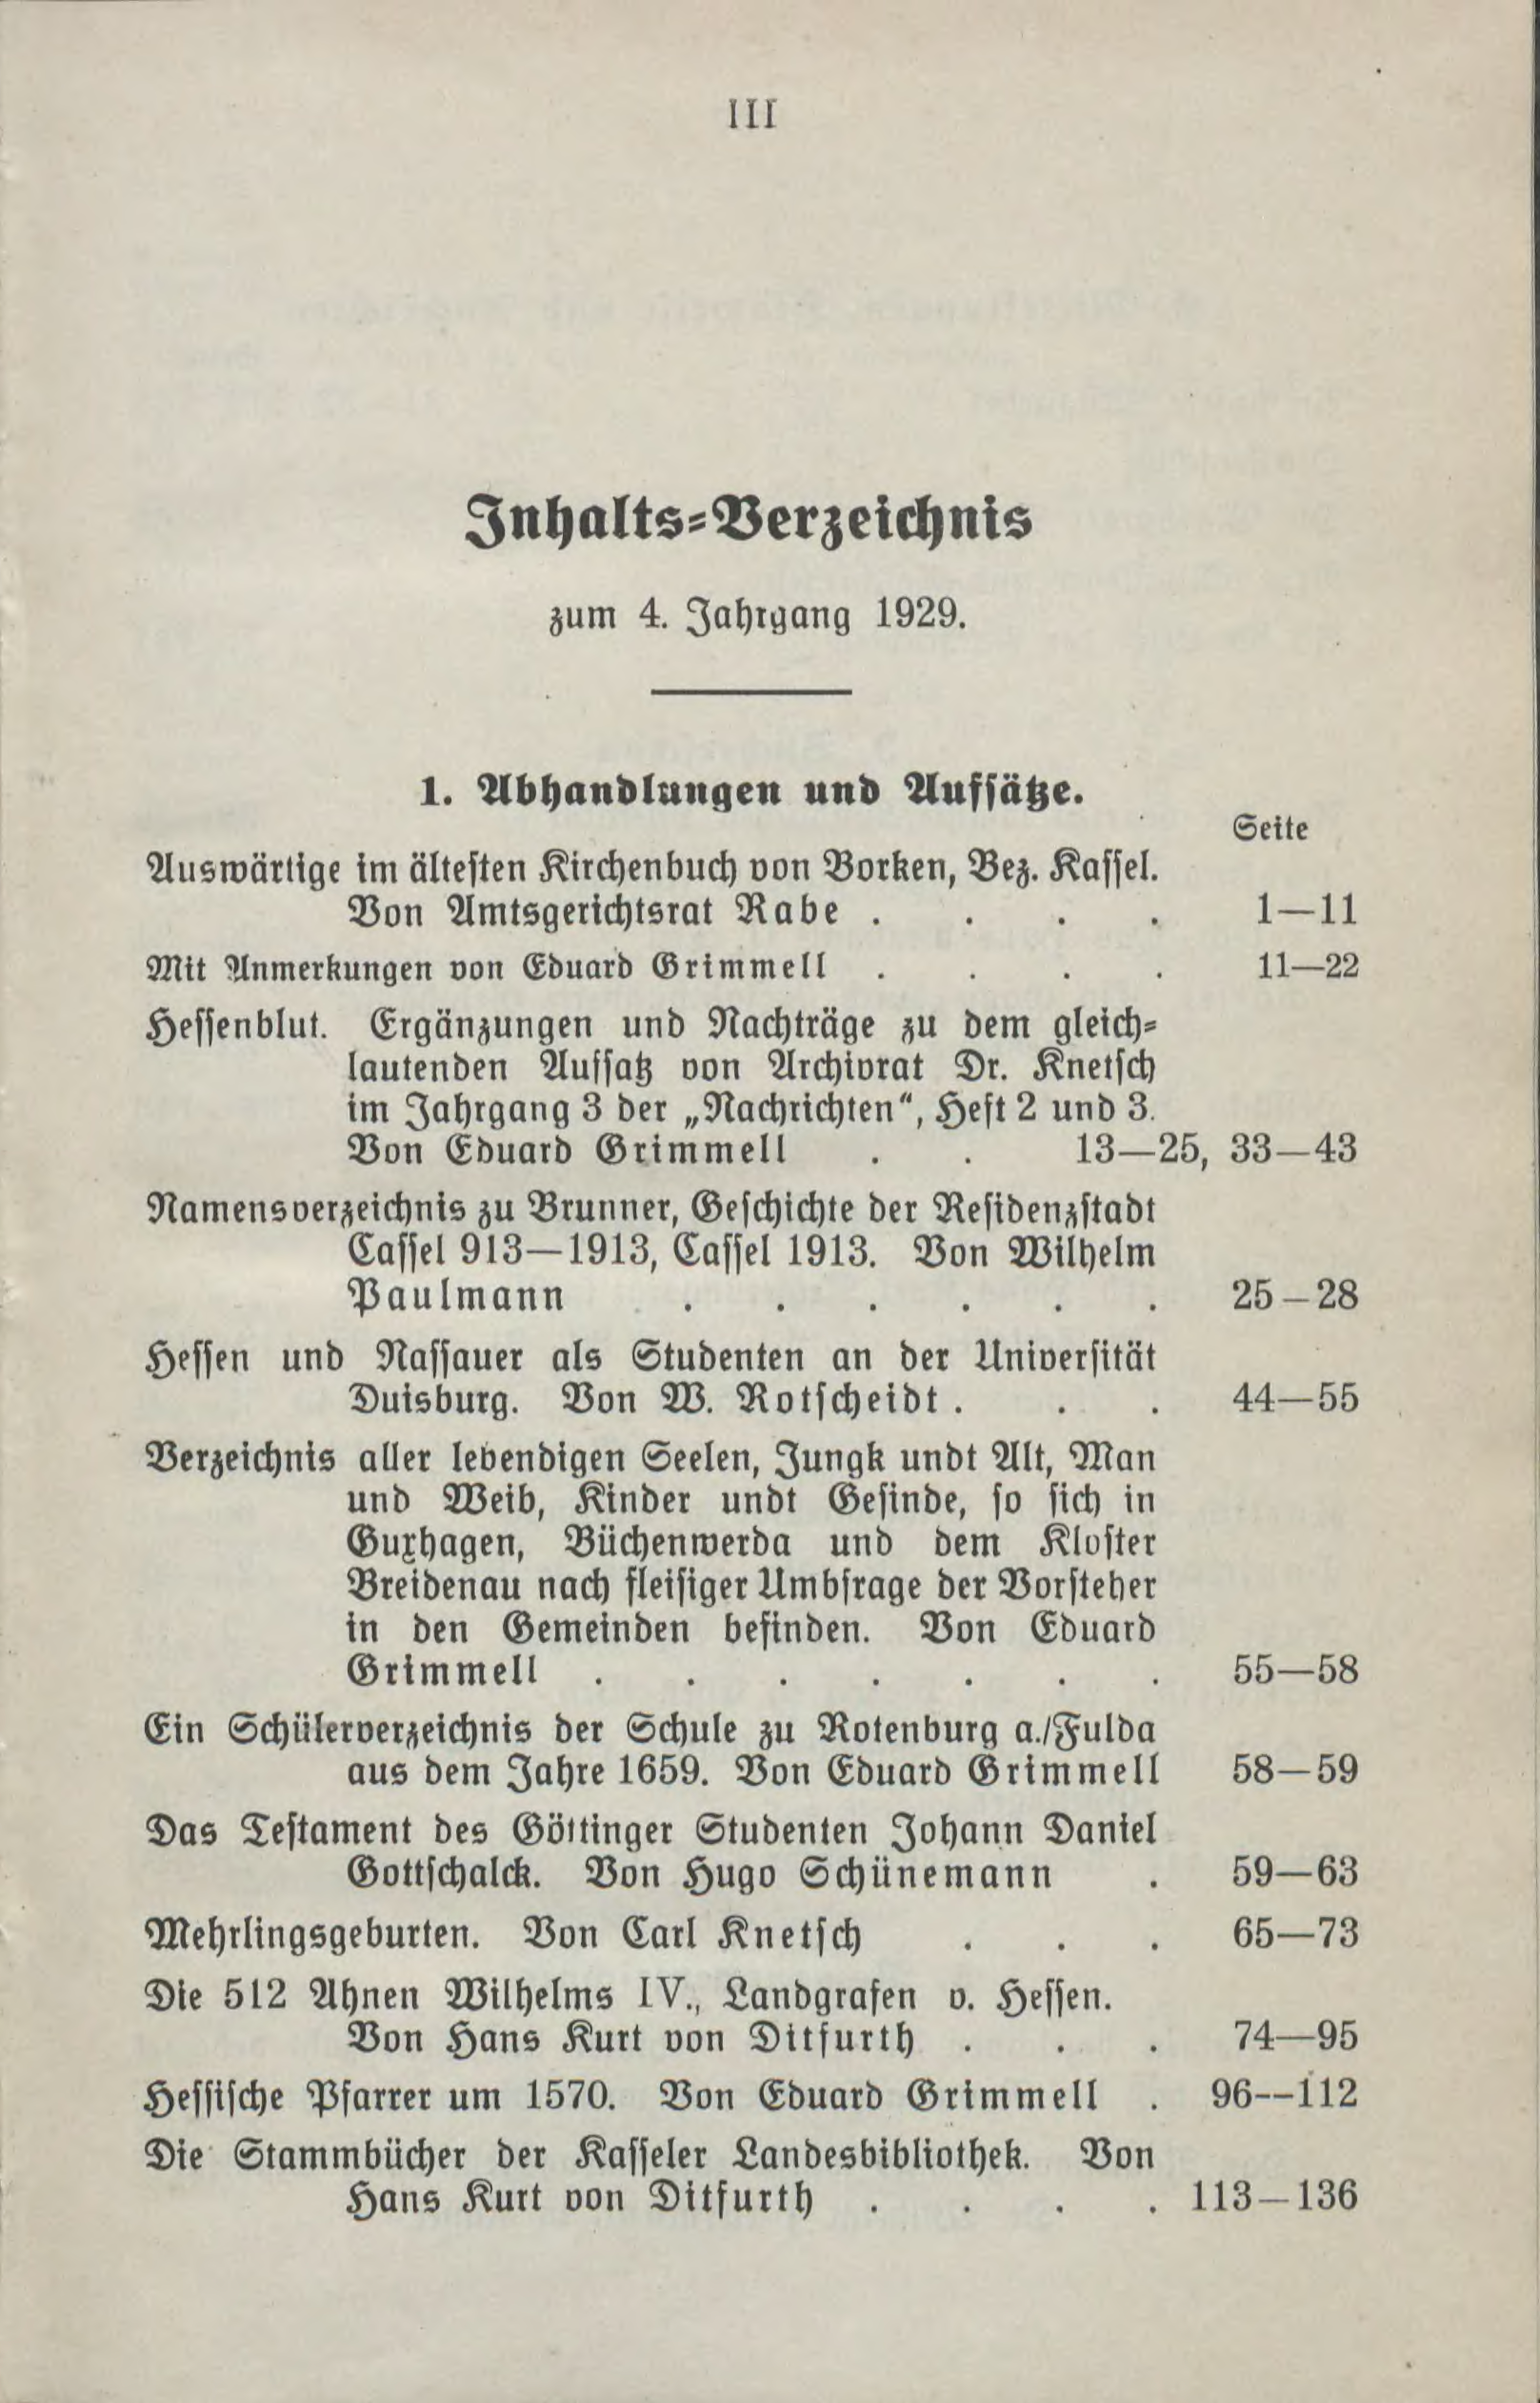 III
Inhalts-Verzeichnis
zum 4. Jahrgang 1929.
1. Abhandlungen und Aufsätze.
Seite
Auswärtige im ältesten Kirchenbuch von Borken, Bez. Kassel.
Von Amtsgerichtsrat Rabe . . . . 1—11
Mit Anmerkungen von Eduard Grimmell . . . . 11—22
Hessenblut. Ergänzungen und Nachträge zu dem gleich-
lautenden Aufsatz von Archivrat Dr. Knetsch
im Jahrgang 3 der „Nachrichten“, Heft 2 und 3.
Von Eduard Grimmell . . 13—25, 33—43
Namensverzeichnis zu Brunner, Geschichte der Residenzstadt
Cassel 913—1913, Cassel 1913. Von Wilhelm
Paulmann . . . . . . 25–28
Hessen und Nassauer als Studenten an der Universität
Duisburg. Von W. Rotscheidt . . . 44—55
Verzeichnis aller lebendigen Seelen, Jungk undt Alt, Man
und Weib, Kinder undt Gesinde, so sich in
Guxhagen, Büchenwerda und dem Kloster
Breidenau nach fleisiger Umbfrage der Vorsteher
in den Gemeinden befinden. Von Eduard
Grimmell . . . . . . . 55—58
Ein Schülerverzeichnis der Schule zu Rotenburg a./Fulda
aus dem Jahre 1659. Von Eduard Grimmell 58—59
Das Testament des Göttinger Studenten Johann Daniel
Gottschalck. Von Hugo Schünemann . 59—63
Mehrlingsgeburten. Von Carl Knetsch . . . 65—73
Die 512 Ahnen Wilhelms IV., Landgrafen v. Hessen.
Von Hans Kurt von Ditfurth . . . 74—95
Hessische Pfarrer um 1570. Von Eduard Grimmell . 96--112
Die Stammbücher der Kasseler Landesbibliothek. Von
Hans Kurt von Ditfurth . . . . 113–136